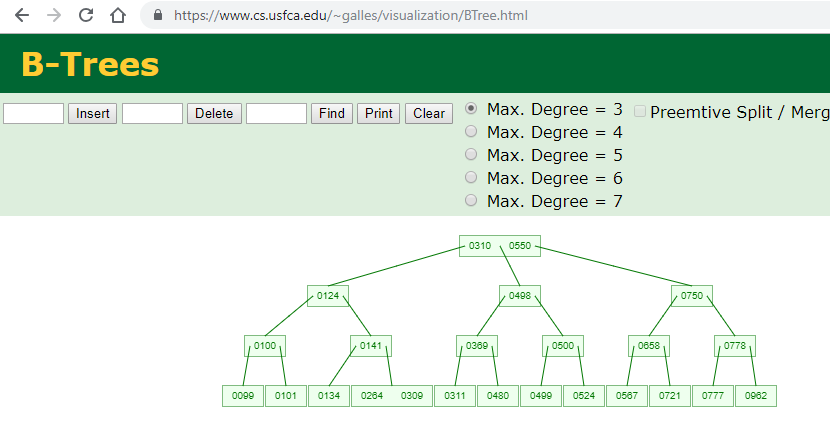 https://www.cs.usfca.edu/~galles/visualization/BTree.html
B-Trees
Insert Delete Find Print Clear
Max. Degree = 3
Preemtive Split / Merg
Max. Degree = 4
Max. Degree = 5
Max. Degree = 6
Max. Degree = 7
0310 0550
0124 0498 0750
0100 0141 0369 0500 0658 0778
0099 0101 0134 0264 0309 0311 0480 0499 0524 0567 0721 0777 0962